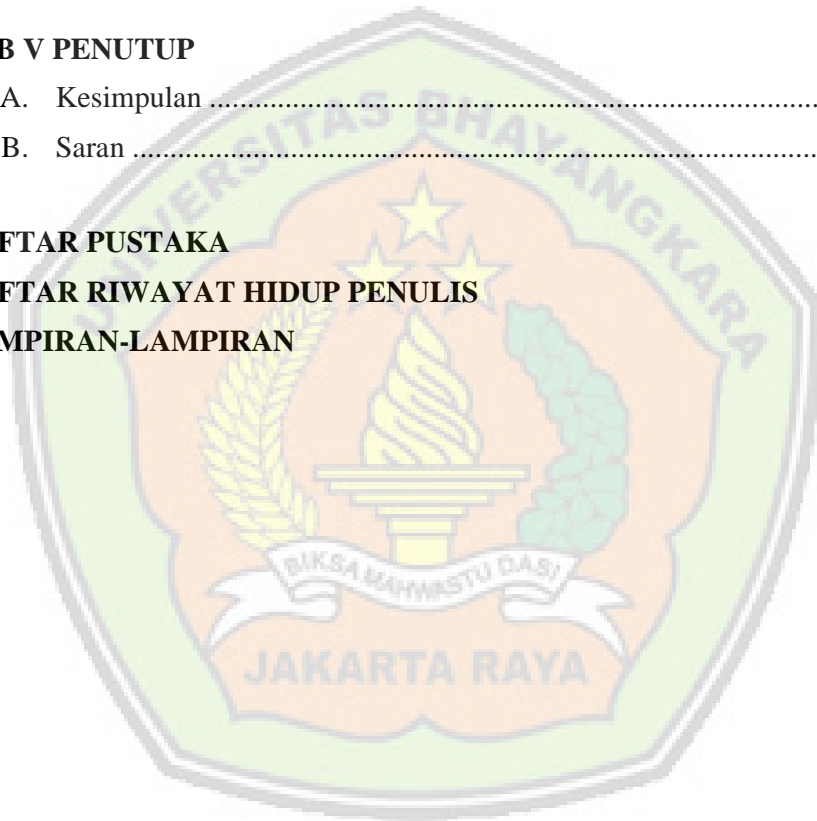 B V PENUTUP
A. Kesimpulan ................................................................................
B. Saran ..........................................................................................
FTAR PUSTAKA
FTAR RIWAYAT HIDUP PENULIS
MPIRAN-LAMPIRAN
UNIVERSITAS BHAYANGKARA
BIKSA MAHWASTU DASI
JAKARTA RAYA